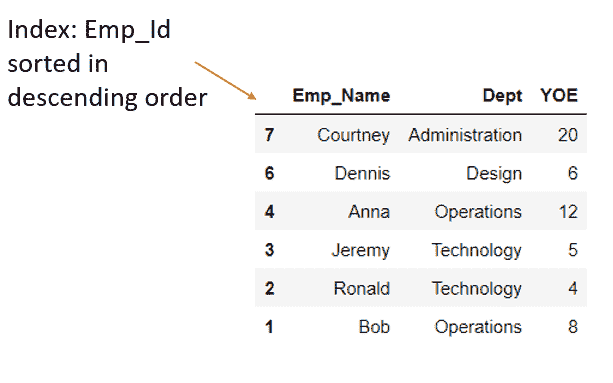 Index: Emp_Id
sorted in
descending order
Emp_Name Dept YOE
7 Courtney Administration 20
6 Dennis Design 6
4 Anna Operations 12
3 Jeremy Technology 5
2 Ronald Technology 4
1 Bob Operations 8